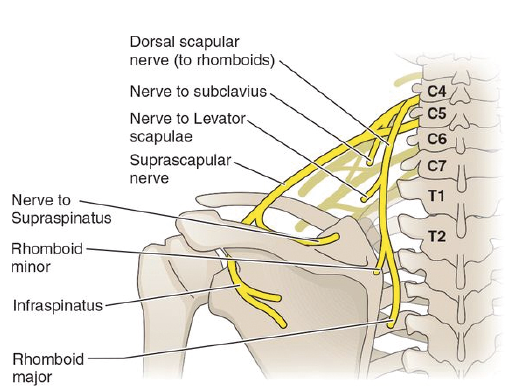 Dorsal scapular
nerve (to rhomboids)
Nerve to subclavius
Nerve to Levator
scapulae
Suprascapular
nerve
Nerve to
Supraspinatus
Rhomboid
minor
Infraspinatus
Rhomboid
major
C4
C5
C6
C7
T1
T2